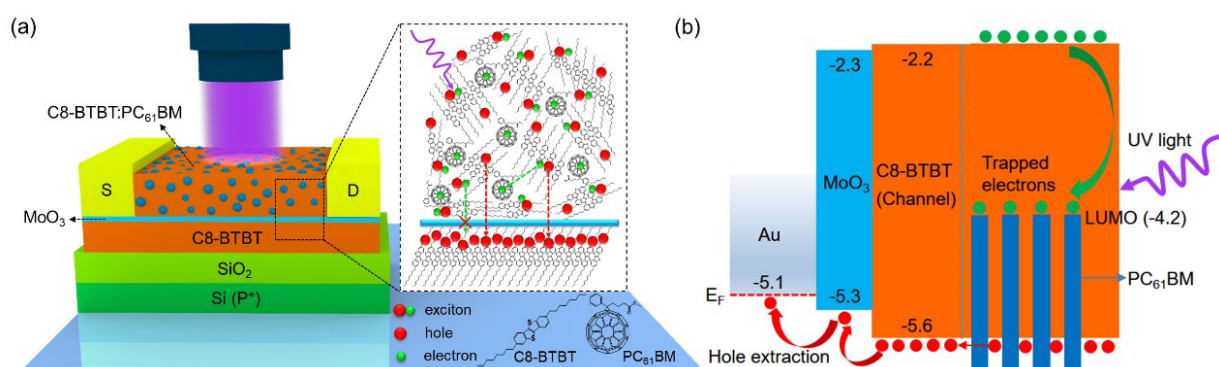 (a)
C8-BTBT:PC61BM
S
D
MoO3
C8-BTBT
SiO2
Si (P+)
exciton
hole
electron
C8-BTBT
PC61BM
(b)
-2.3
-2.2
MoO3
C8-BTBT
(Channel)
Trapped
electrons
UV light
LUMO (-4.2)
Au
-5.1
EF
-5.3
PC61BM
-5.6
Hole extraction